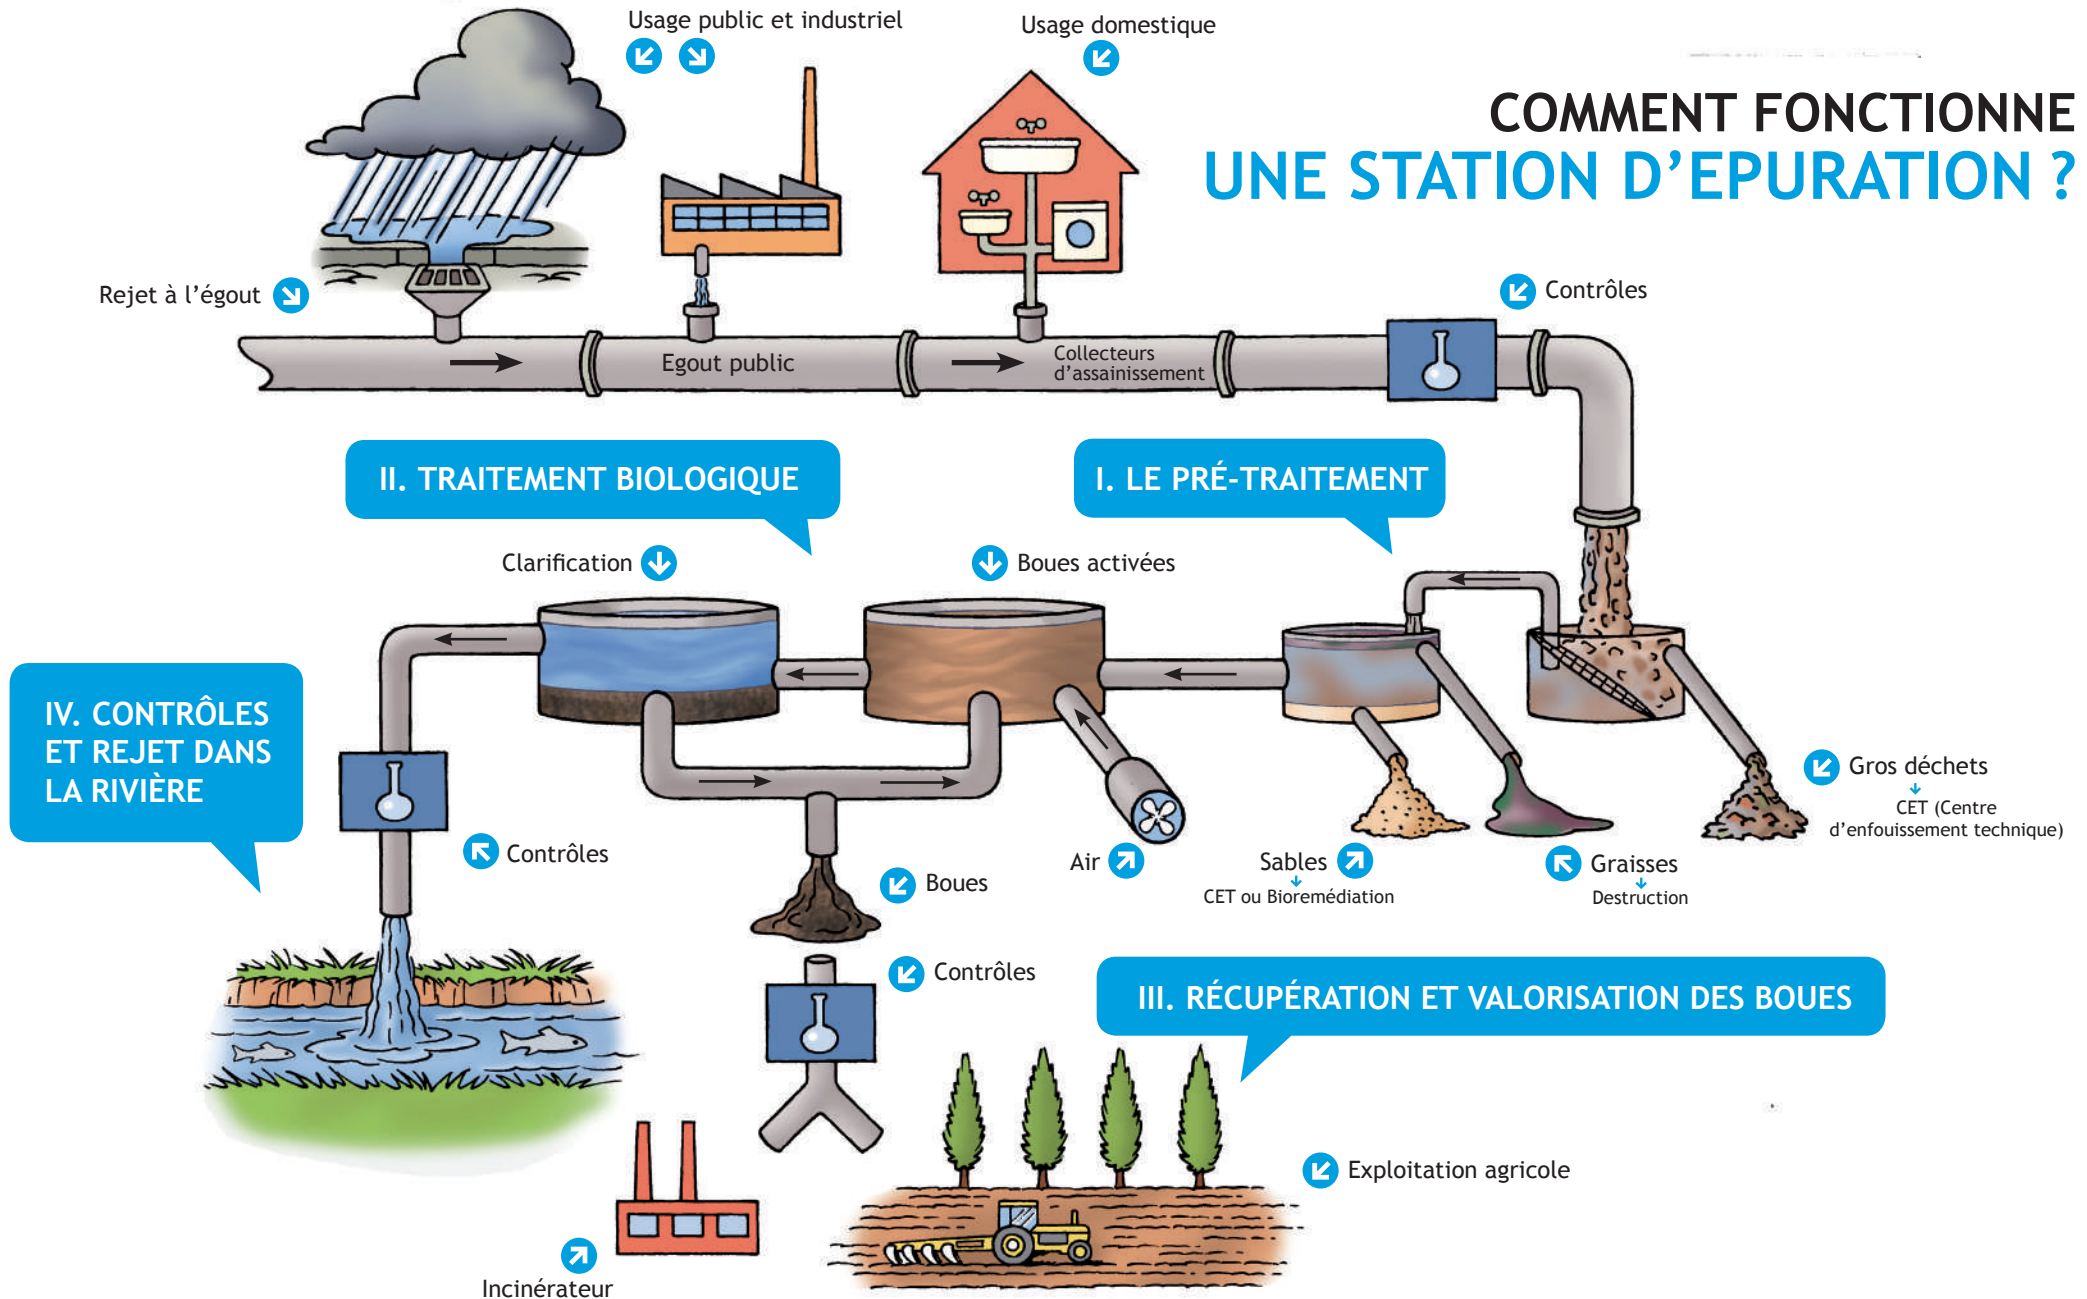 Usage public et industriel
Usage domestique
COMMENT FONCTIONNE
UNE STATION D'EPURATION ?
Rejet à l'égout
Contrôles
Egout public
Collecteurs
d'assainissement
II. TRAITEMENT BIOLOGIQUE
I. LE PRÉ-TRAITEMENT
Clarification
Boues activées
IV. CONTRÔLES
ET REJET DANS
LA RIVIÈRE
Contrôles
Boues
Air
Sables
CET ou Bioremédiation
Graisses
Destruction
Gros déchets
CET (Centre
d'enfouissement technique)
Contrôles
III. RÉCUPÉRATION ET VALORISATION DES BOUES
Exploitation agricole
Incinérateur